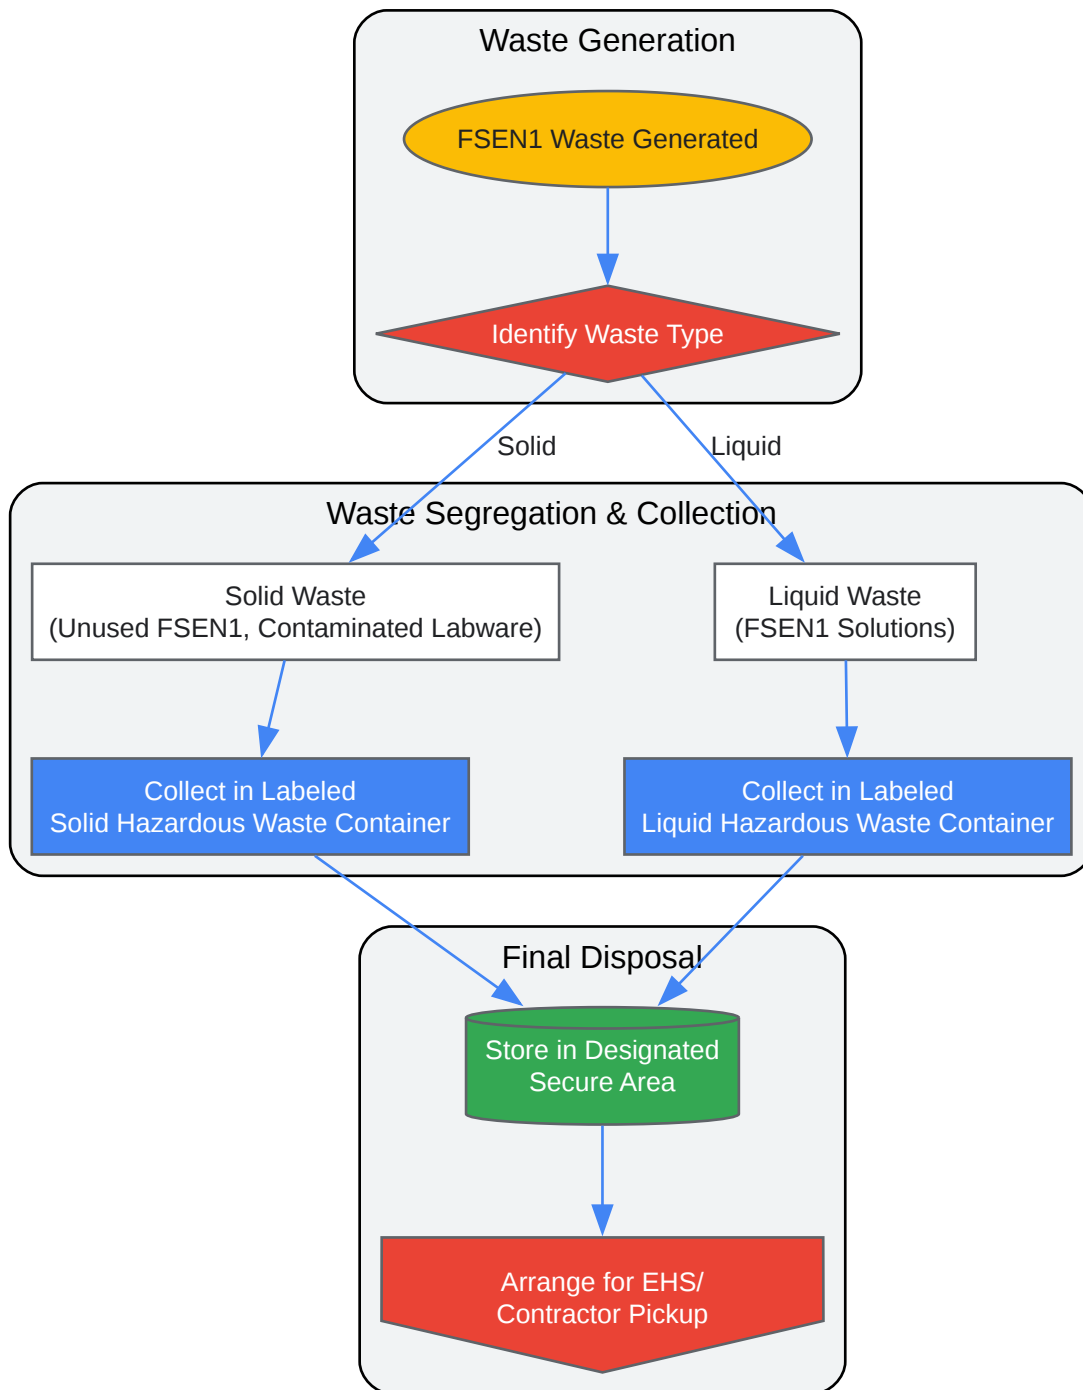 Waste Generation
FSEN1 Waste Generated
Identify Waste Type
Solid
Liquid
Waste Segregation & Collection
Solid Waste
(Unused FSEN1, Contaminated Labware)
Liquid Waste
(FSEN1 Solutions)
Collect in Labeled
Solid Hazardous Waste Container
Collect in Labeled
Liquid Hazardous Waste Container
Final Disposal
Store in Designated
Secure Area
Arrange for EHS/
Contractor Pickup